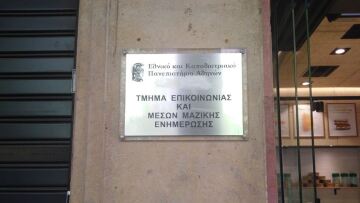 Εθνικό και Καποδιστριακό
Πανεπιστήμιο Αθηνών
ΤΜΗΜΑ ΕΠΙΚΟΙΝΩΝΙΑΣ
ΚΑΙ
ΜΕΣΩΝ ΜΑΖΙΚΗΣ
ΕΝΗΜΕΡΩΣΗΣ